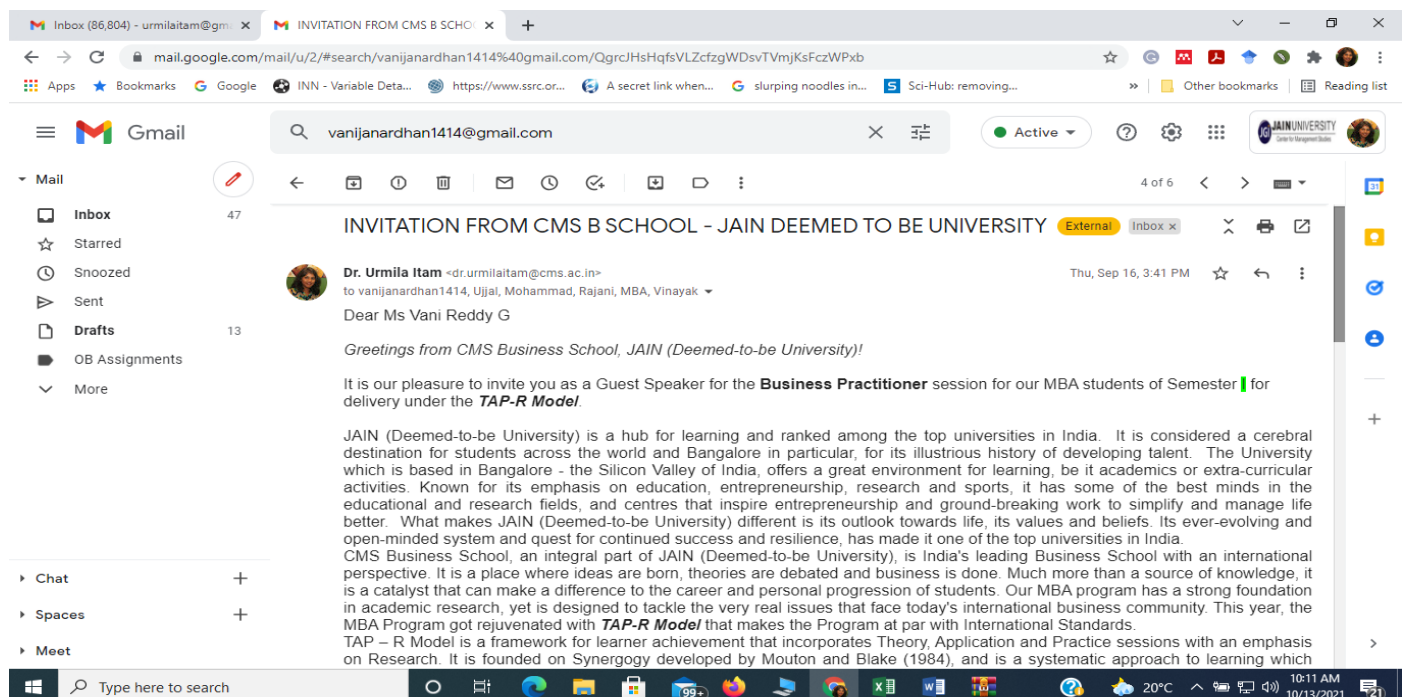 Inbox (86,804) - urmilaitam@gm
INVITATION FROM CMS B SCHO
mail.google.com/mail/u/2/#search/vanijanardhan1414%40gmail.com/QgrcJHsHqfsVLZcfzgWDsvTVmjKsFczWPxb
Apps Bookmarks Google INN - Variable Deta... https://www.ssrc.or... A secret link when... slurping noodles in... Sci-Hub: removing... » Other bookmarks Reading list
Gmail
vanijanardhan1414@gmail.com
Active
JAIN UNIVERSITY
Center for Management Studies
Mail
4 of 6
Inbox 47
Starred
Snoozed
Sent
Drafts 13
OB Assignments
More
Chat
Spaces
Meet
INVITATION FROM CMS B SCHOOL - JAIN DEEMED TO BE UNIVERSITY External Inbox x
Dr. Urmila Itam <dr.urmilaitam@cms.ac.in> Thu, Sep 16, 3:41 PM
to vanijanardhan1414, Ujjal, Mohammad, Rajani, MBA, Vinayak
Dear Ms Vani Reddy G
Greetings from CMS Business School, JAIN (Deemed-to-be University)!
It is our pleasure to invite you as a Guest Speaker for the Business Practitioner session for our MBA students of Semester I for
delivery under the TAP-R Model.
JAIN (Deemed-to-be University) is a hub for learning and ranked among the top universities in India. It is considered a cerebral
destination for students across the world and Bangalore in particular, for its illustrious history of developing talent. The University
which is based in Bangalore - the Silicon Valley of India, offers a great environment for learning, be it academics or extra-curricular
activities. Known for its emphasis on education, entrepreneurship, research and sports, it has some of the best minds in the
educational and research fields, and centres that inspire entrepreneurship and ground-breaking work to simplify and manage life
better. What makes JAIN (Deemed-to-be University) different is its outlook towards life, its values and beliefs. Its ever-evolving and
open-minded system and quest for continued success and resilience, has made it one of the top universities in India.
CMS Business School, an integral part of JAIN (Deemed-to-be University), is India's leading Business School with an international
perspective. It is a place where ideas are born, theories are debated and business is done. Much more than a source of knowledge, it
is a catalyst that can make a difference to the career and personal progression of students. Our MBA program has a strong foundation
in academic research, yet is designed to tackle the very real issues that face today's international business community. This year, the
MBA Program got rejuvenated with TAP-R Model that makes the Program at par with International Standards.
TAP – R Model is a framework for learner achievement that incorporates Theory, Application and Practice sessions with an emphasis
on Research. It is founded on Synergogy developed by Mouton and Blake (1984), and is a systematic approach to learning which
31
Type here to search
99+
20°C
10:11 AM
10/13/2021
21